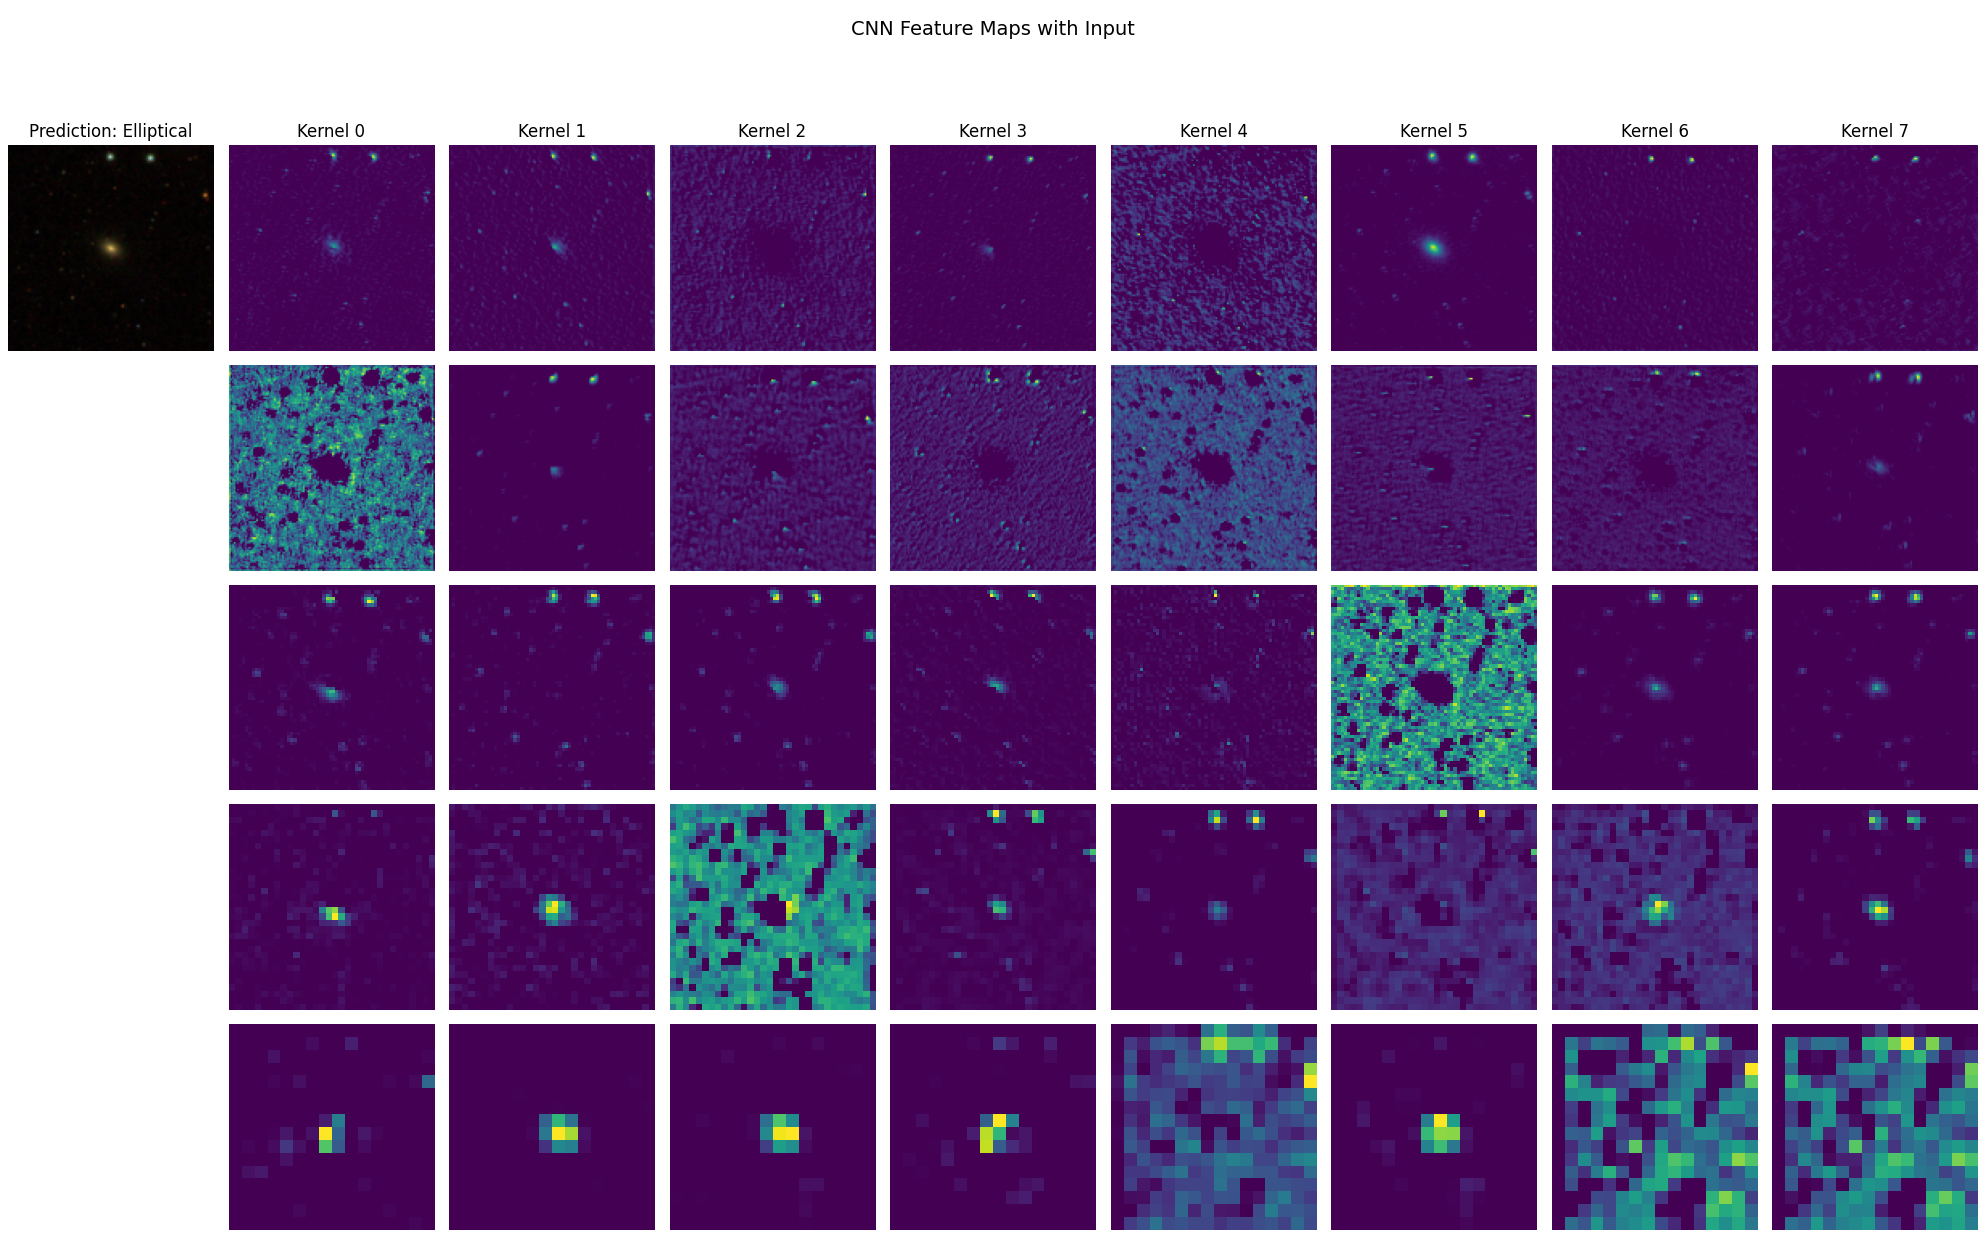 CNN Feature Maps with Input
Prediction: Elliptical
Kernel 0
Kernel 1
Kernel 2
Kernel 3
Kernel 4
Kernel 5
Kernel 6
Kernel 7